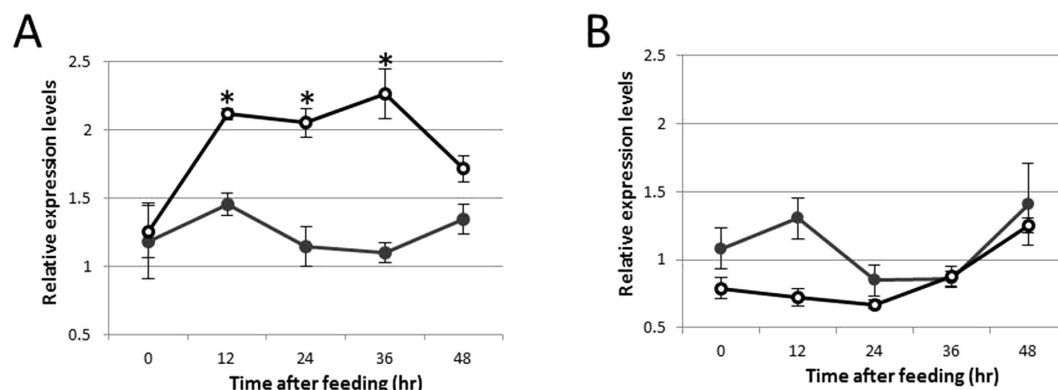 A
Relative expression levels
2.5
2
1.5
1
0.5
* * *
0 12 24 36 48
Time after feeding (hr)
B
Relative expression levels
2.5
2
1.5
1
0.5
0 12 24 36 48
Time after feeding (hr)